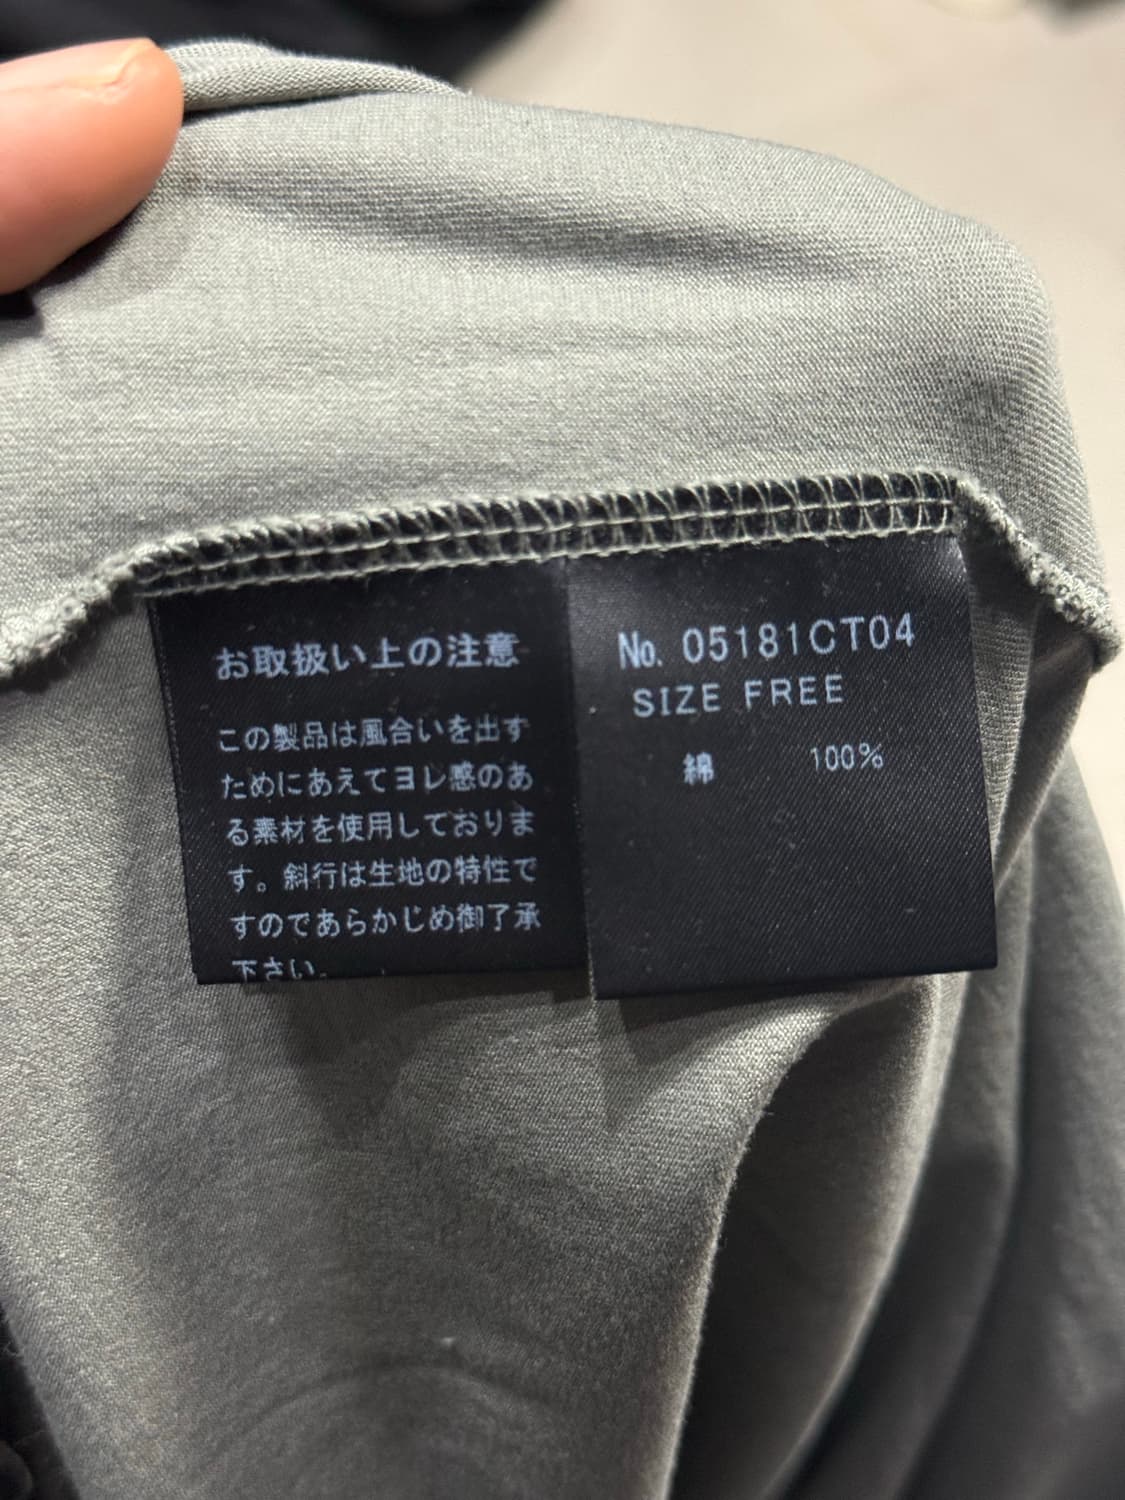 お取扱い上の注意
この製品は風合いを出す
ためにあえてヨレ感のあ
る素材を使用しておりま
す。斜行は生地の特性で
すのであらかじめ御了承
下さい。
No. 05181CT04
SIZE FREE
綿 100%